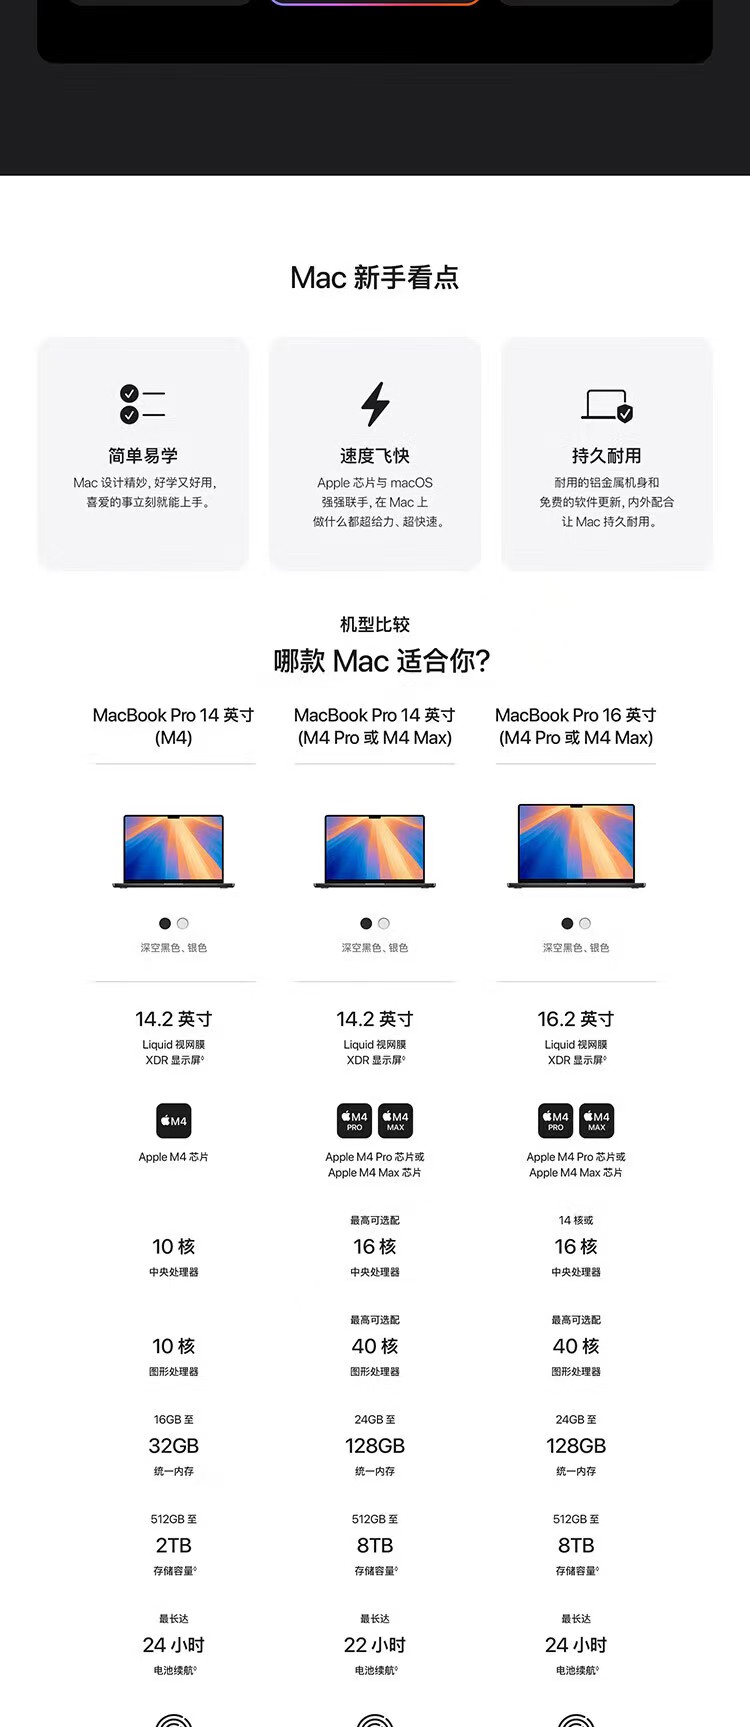 Mac 新手看点
简单易学
Mac 设计精妙，好学又好用，
喜爱的事立刻就能上手。
速度飞快
Apple 芯片与 macOS
强强联手，在 Mac 上
做什么都超给力、超快速。
持久耐用
耐用的铝金属机身和
免费的软件更新，内外配合
让 Mac 持久耐用。
机型比较
哪款 Mac 适合你？
MacBook Pro 14 英寸
(M4)
MacBook Pro 14 英寸
(M4 Pro 或 M4 Max)
MacBook Pro 16 英寸
(M4 Pro 或 M4 Max)
深空黑色、银色
深空黑色、银色
深空黑色、银色
14.2 英寸
Liquid 视网膜
XDR 显示屏◊
14.2 英寸
Liquid 视网膜
XDR 显示屏◊
16.2 英寸
Liquid 视网膜
XDR 显示屏◊
M4
M4
PRO
M4
MAX
M4
PRO
M4
MAX
Apple M4 芯片
Apple M4 Pro 芯片或
Apple M4 Max 芯片
Apple M4 Pro 芯片或
Apple M4 Max 芯片
10 核
中央处理器
最高可选配
16 核
中央处理器
14 核或
16 核
中央处理器
10 核
图形处理器
最高可选配
40 核
图形处理器
最高可选配
40 核
图形处理器
16GB 至
32GB
统一内存
24GB 至
128GB
统一内存
24GB 至
128GB
统一内存
512GB 至
2TB
存储容量◊
512GB 至
8TB
存储容量◊
512GB 至
8TB
存储容量◊
最长达
24 小时
电池续航◊
最长达
22 小时
电池续航◊
最长达
24 小时
电池续航◊